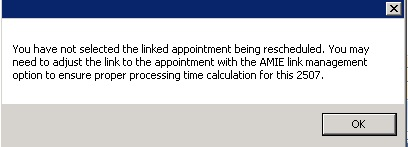 You have not selected the linked appointment being rescheduled. You may
need to adjust the link to the appointment with the AMIE link management
option to ensure proper processing time calculation for this 2507.
OK